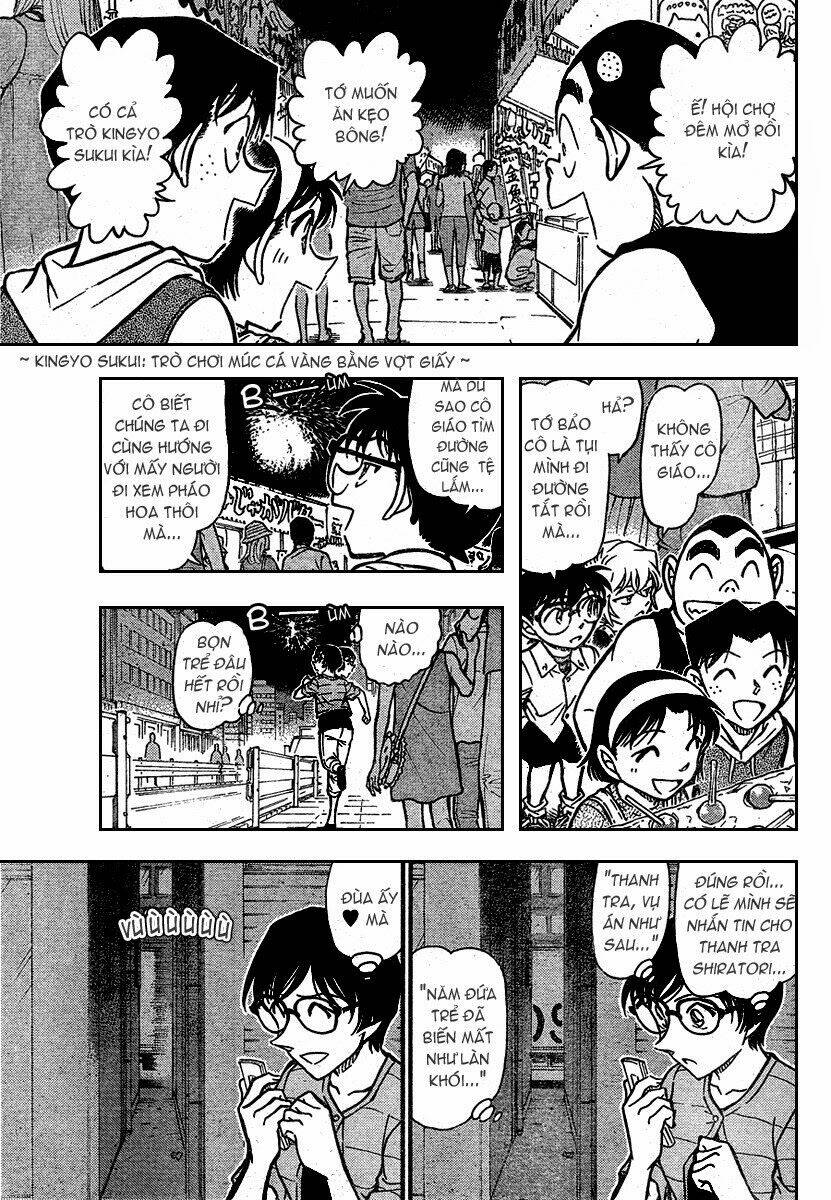 Ế! HỘI CHỢ
ĐÊM MỞ RỒI
KÌA!
TỚ MUỐN
ĂN KẸO
BÔNG!
CÓ CẢ
TRÒ KINGYO
SUKUI KÌA!
~ KINGYO SUKUI: TRÒ CHƠI MÚC CÁ VÀNG BẰNG VỢT GIẤY ~
KHÔNG
THẤY CÔ
GIÁO...
HẢ?
TỚ BẢO
CÔ LÀ TỤI
MÌNH ĐI
ĐƯỜNG
TẮT RỒI
MÀ...
MÀ DÙ
SAO CÔ
GIÁO TÌM
ĐƯỜNG
CŨNG TỆ
LẮM...
B——ÙM
CÔ BIẾT
CHÚNG TA ĐI
CÙNG HƯỚNG
VỚI MẤY NGƯỜI
ĐI XEM PHÁO
HOA THÔI
MÀ...
NÀO
NÀO...
B——ÙM
BỌN
TRẺ ĐÂU
HẾT RỒI
NHỈ?
ĐÚNG RỒI...
CÓ LẼ MÌNH SẼ
NHẮN TIN CHO
THANH TRA
SHIRATORI...
"THANH
TRA, VỤ
ÁN NHƯ
SAU..."
"NĂM ĐỨA
TRẺ ĐÃ
BIẾN MẤT
NHƯ LÀN
KHÓI..."
ĐÙA ẤY
♥ MÀ
VÙÙÙÙÙÙ